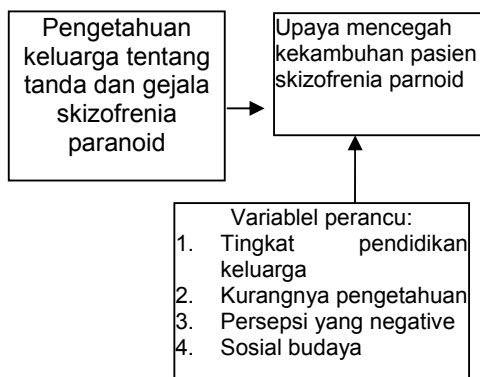 Pengetahuan
keluarga tentang
tanda dan gejala
skizofrenia
paranoid
Upaya mencegah
kekambuhan pasien
skizofrenia parnoid
Variablel perancu:
1. Tingkat pendidikan
keluarga
2. Kurangnya pengetahuan
3. Persepsi yang negative
4. Sosial budaya